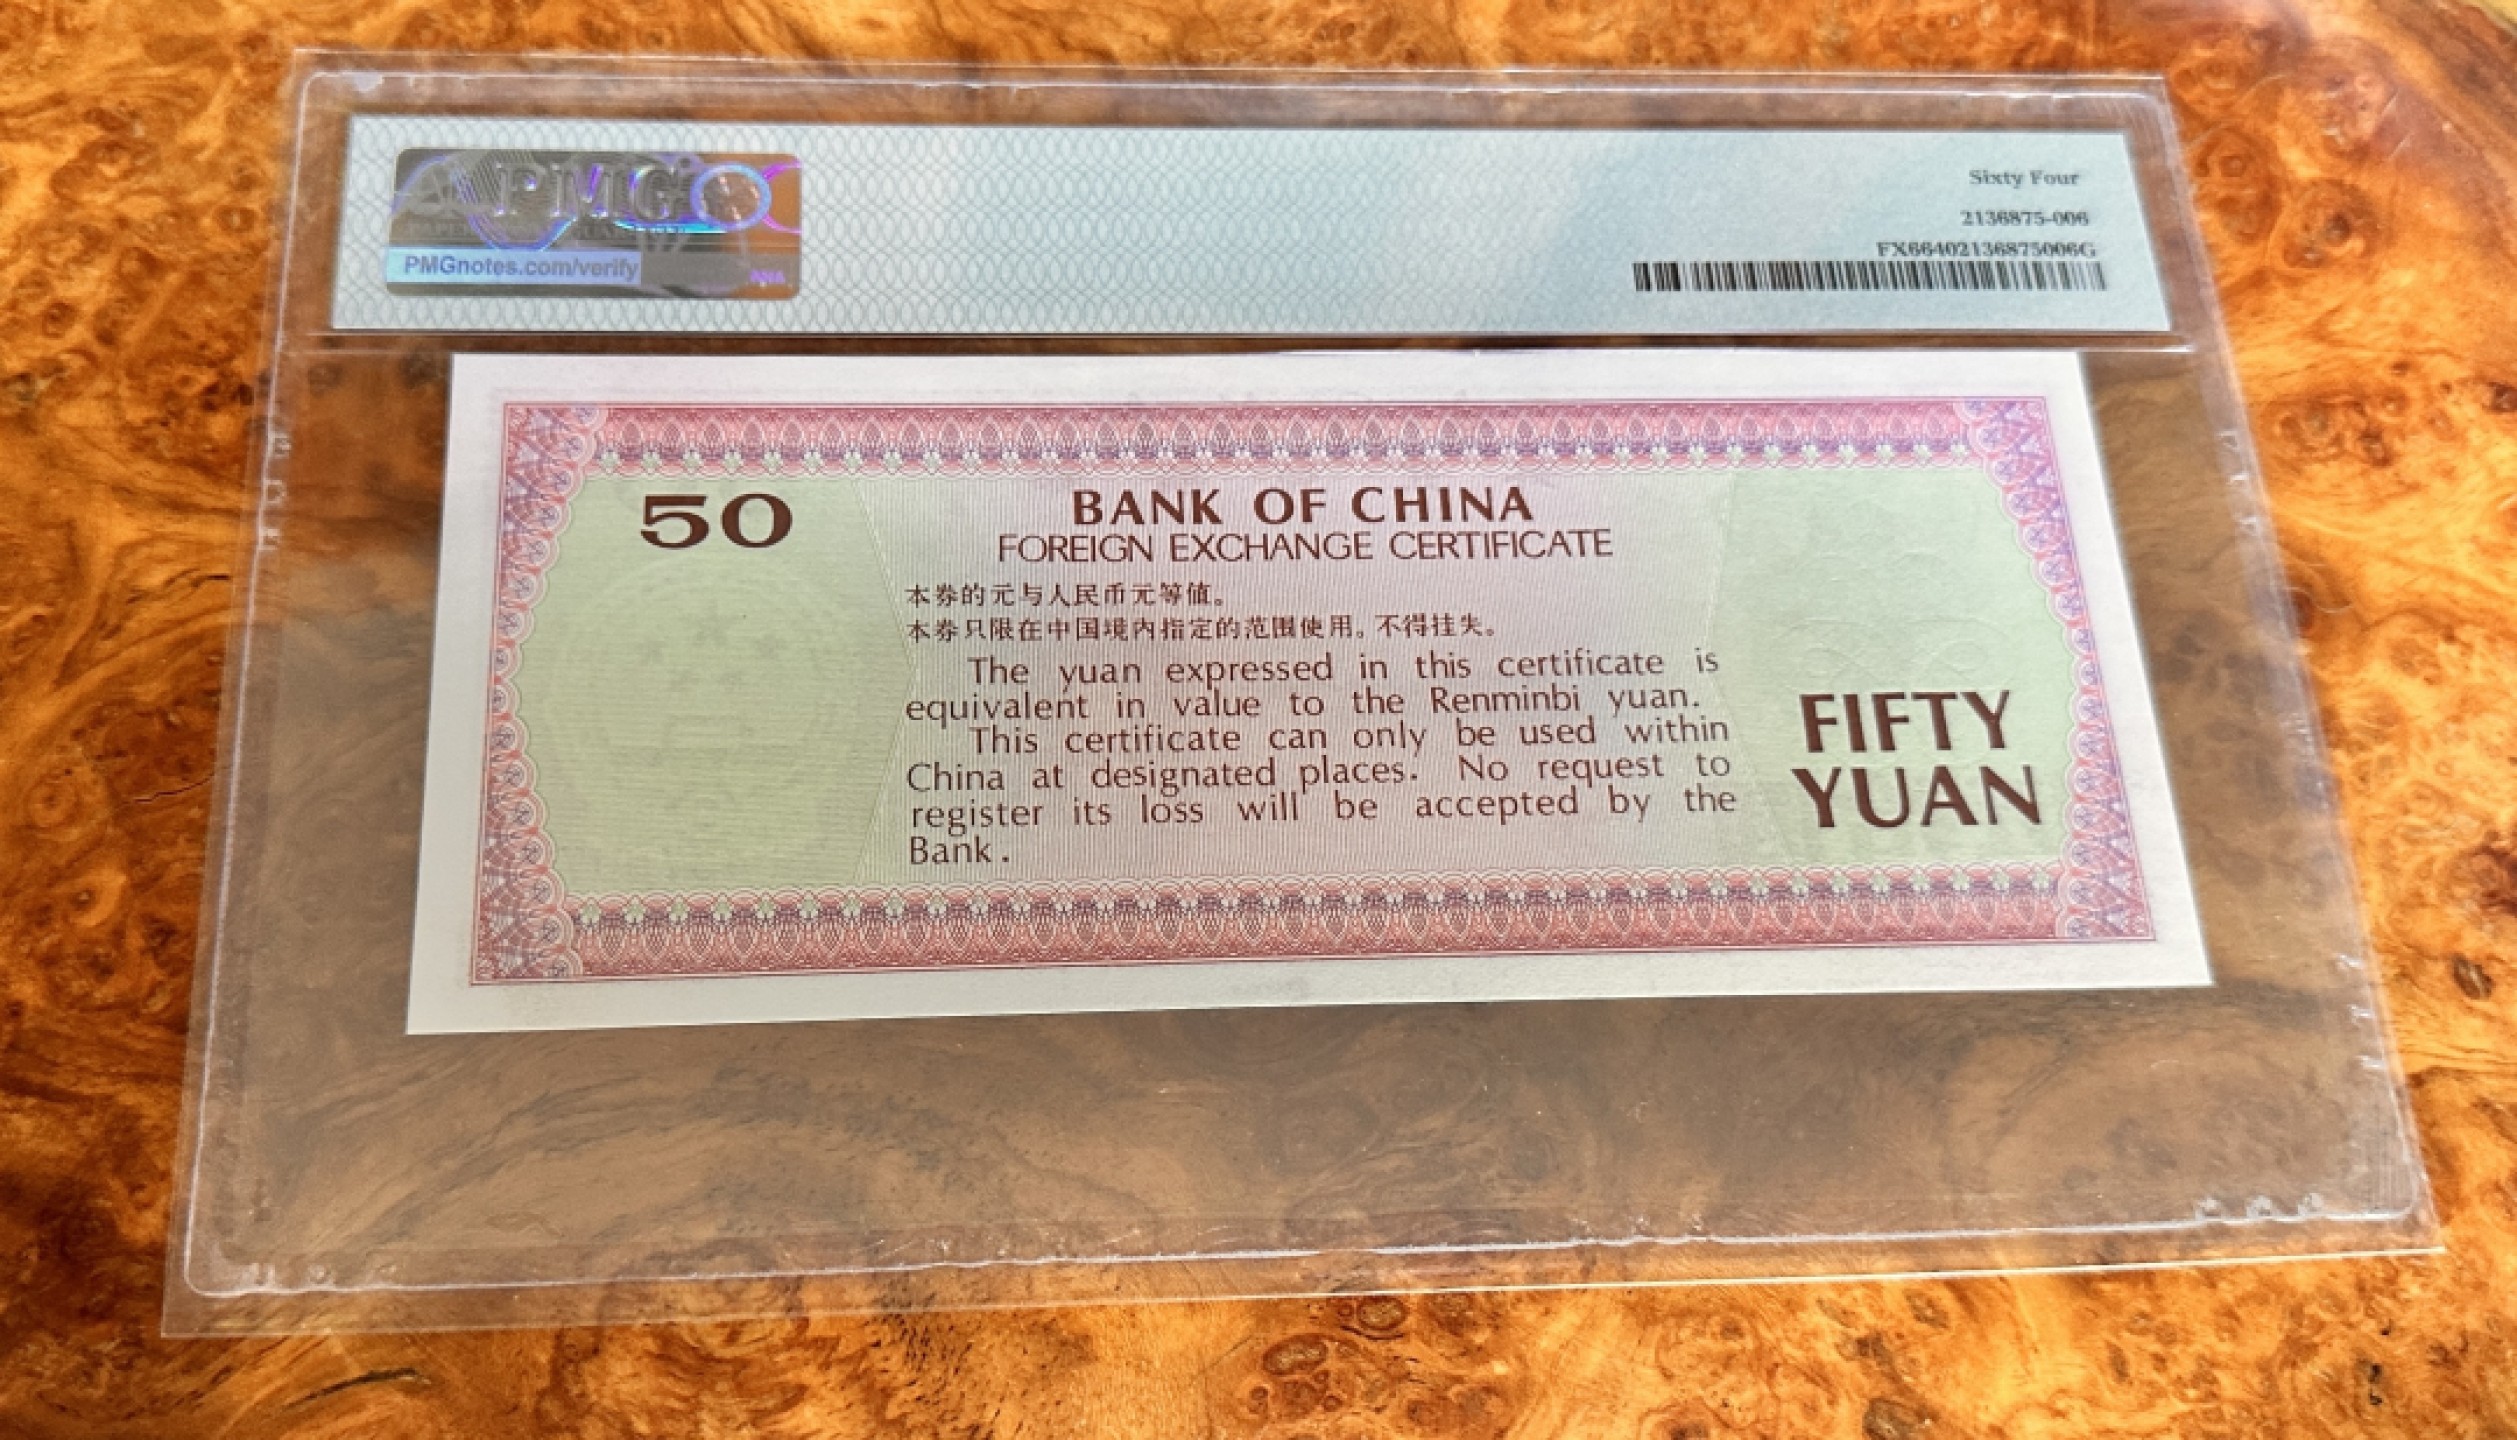 PMG
PMGnotes.com/verify
Sixty Four
2136875-006
FX66402136875006G
50
BANK OF CHINA
FOREIGN EXCHANGE CERTIFICATE
本券的元与人民币元等值。
本券只限在中国境内指定的范围使用。不得挂失。
The yuan expressed in this certificate is
equivalent in value to the Renminbi yuan.
This certificate can only be used within
China at designated places. No request to
register its loss will be accepted by the
Bank.
FIFTY
YUAN